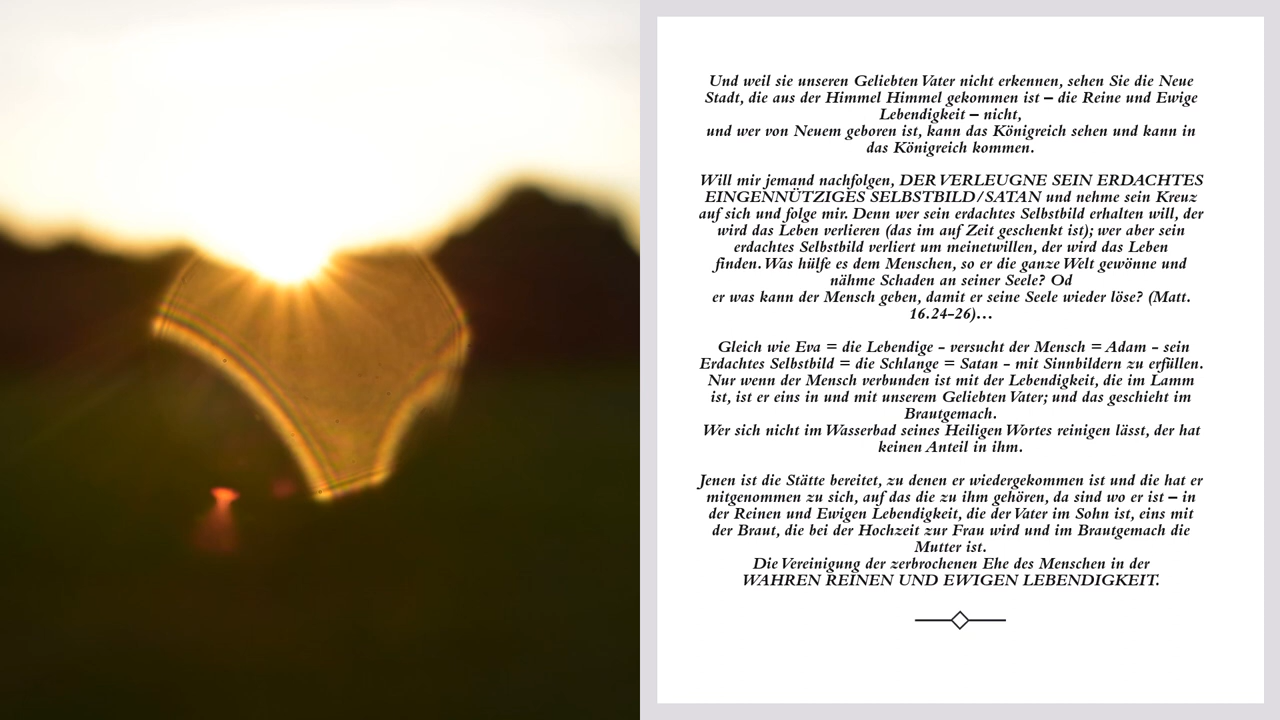 Und weil sie unseren Geliebten Vater nicht erkennen, sehen Sie die Neue
Stadt, die aus der Himmel Himmel gekommen ist – die Reine und Ewige
Lebendigkeit – nicht,
und wer von Neuem geboren ist, kann das Königreich sehen und kann in
das Königreich kommen.
Will mir jemand nachfolgen, DER VERLEUGNE SEIN ERDACHTES
EINGENNÜTZIGES SELBSTBILD/SATAN und nehme sein Kreuz
auf sich und folge mir. Denn wer sein erdachtes Selbstbild erhalten will, der
wird das Leben verlieren (das im auf Zeit geschenkt ist); wer aber sein
erdachtes Selbstbild verliert um meinetwillen, der wird das Leben
finden. Was hülfe es dem Menschen, so er die ganze Welt gewönne und
nähme Schaden an seiner Seele? Od
er was kann der Mensch geben, damit er seine Seele wieder löse? (Matt.
16.24-26)...
Gleich wie Eva = die Lebendige - versucht der Mensch = Adam - sein
Erdachtes Selbstbild = die Schlange = Satan - mit Sinnbildern zu erfüllen.
Nur wenn der Mensch verbunden ist mit der Lebendigkeit, die im Lamm
ist, ist er eins in und mit unserem Geliebten Vater; und das geschieht im
Brautgemach.
Wer sich nicht im Wasserbad seines Heiligen Wortes reinigen lässt, der hat
keinen Anteil in ihm.
Jenen ist die Stätte bereitet, zu denen er wiedergekommen ist und die hat er
mitgenommen zu sich, auf das die zu ihm gehören, da sind wo er ist – in
der Reinen und Ewigen Lebendigkeit, die der Vater im Sohn ist, eins mit
der Braut, die bei der Hochzeit zur Frau wird und im Brautgemach die
Mutter ist.
Die Vereinigung der zerbrochenen Ehe des Menschen in der
WAHREN REINEN UND EWIGEN LEBENDIGKEIT.